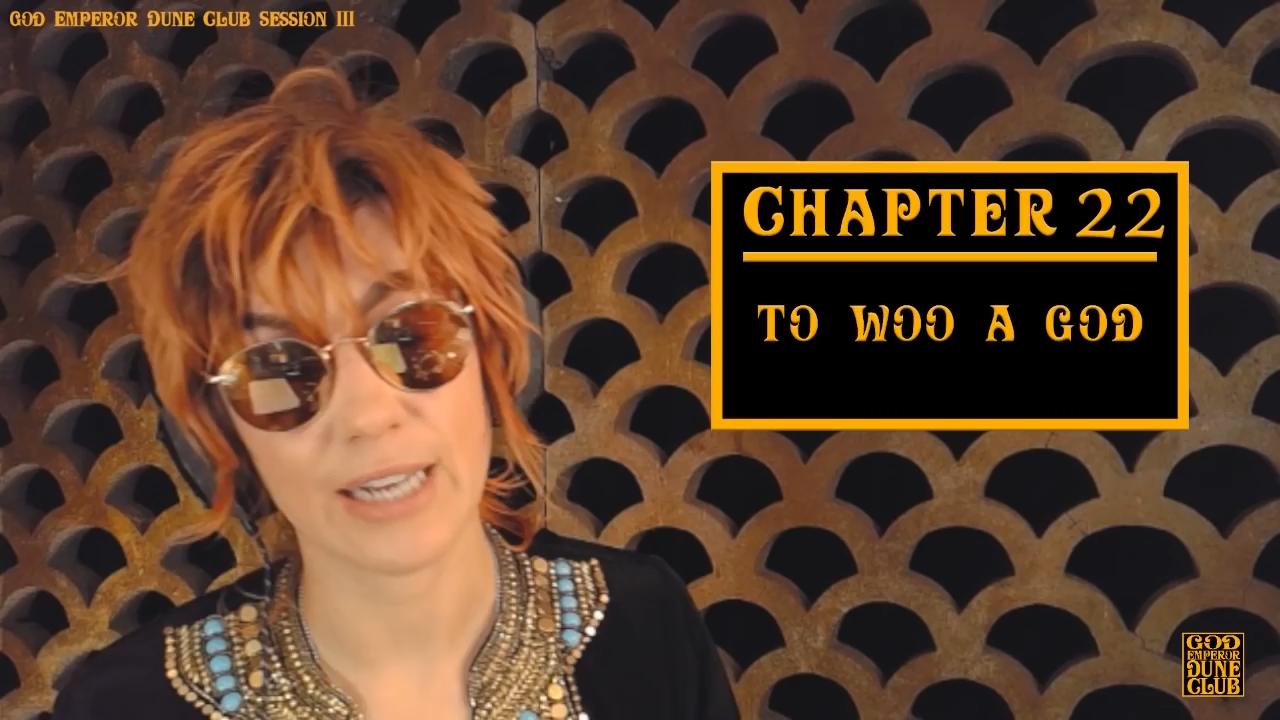 GOD EMPEROR DUNE CLUB SESSION III
CHAPTER 22
TO WOO A GOD
GOD
EMPEROR
DUNE
CLUB